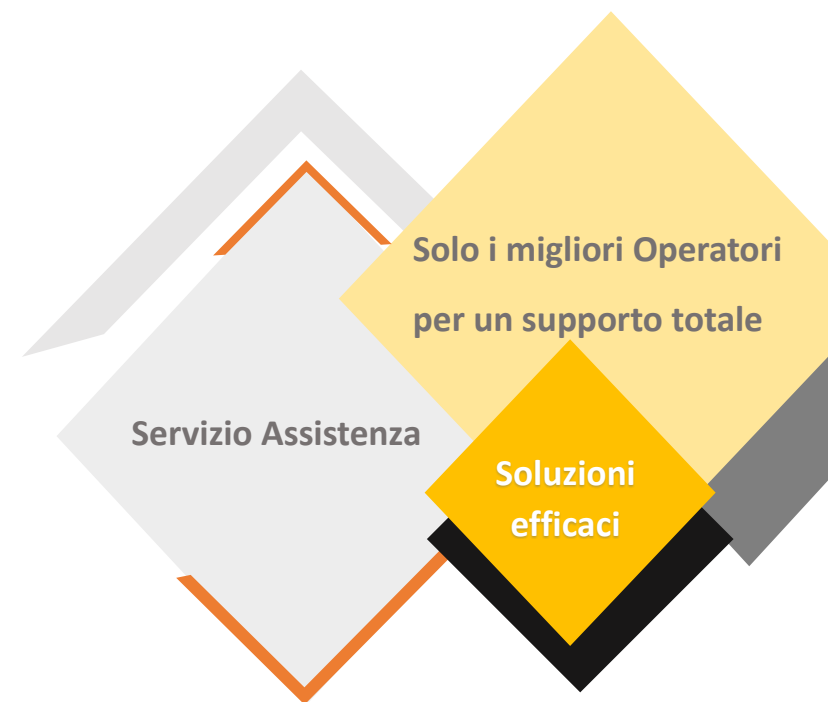 Solo i migliori Operatori
per un supporto totale
Servizio Assistenza
Soluzioni
efficaci